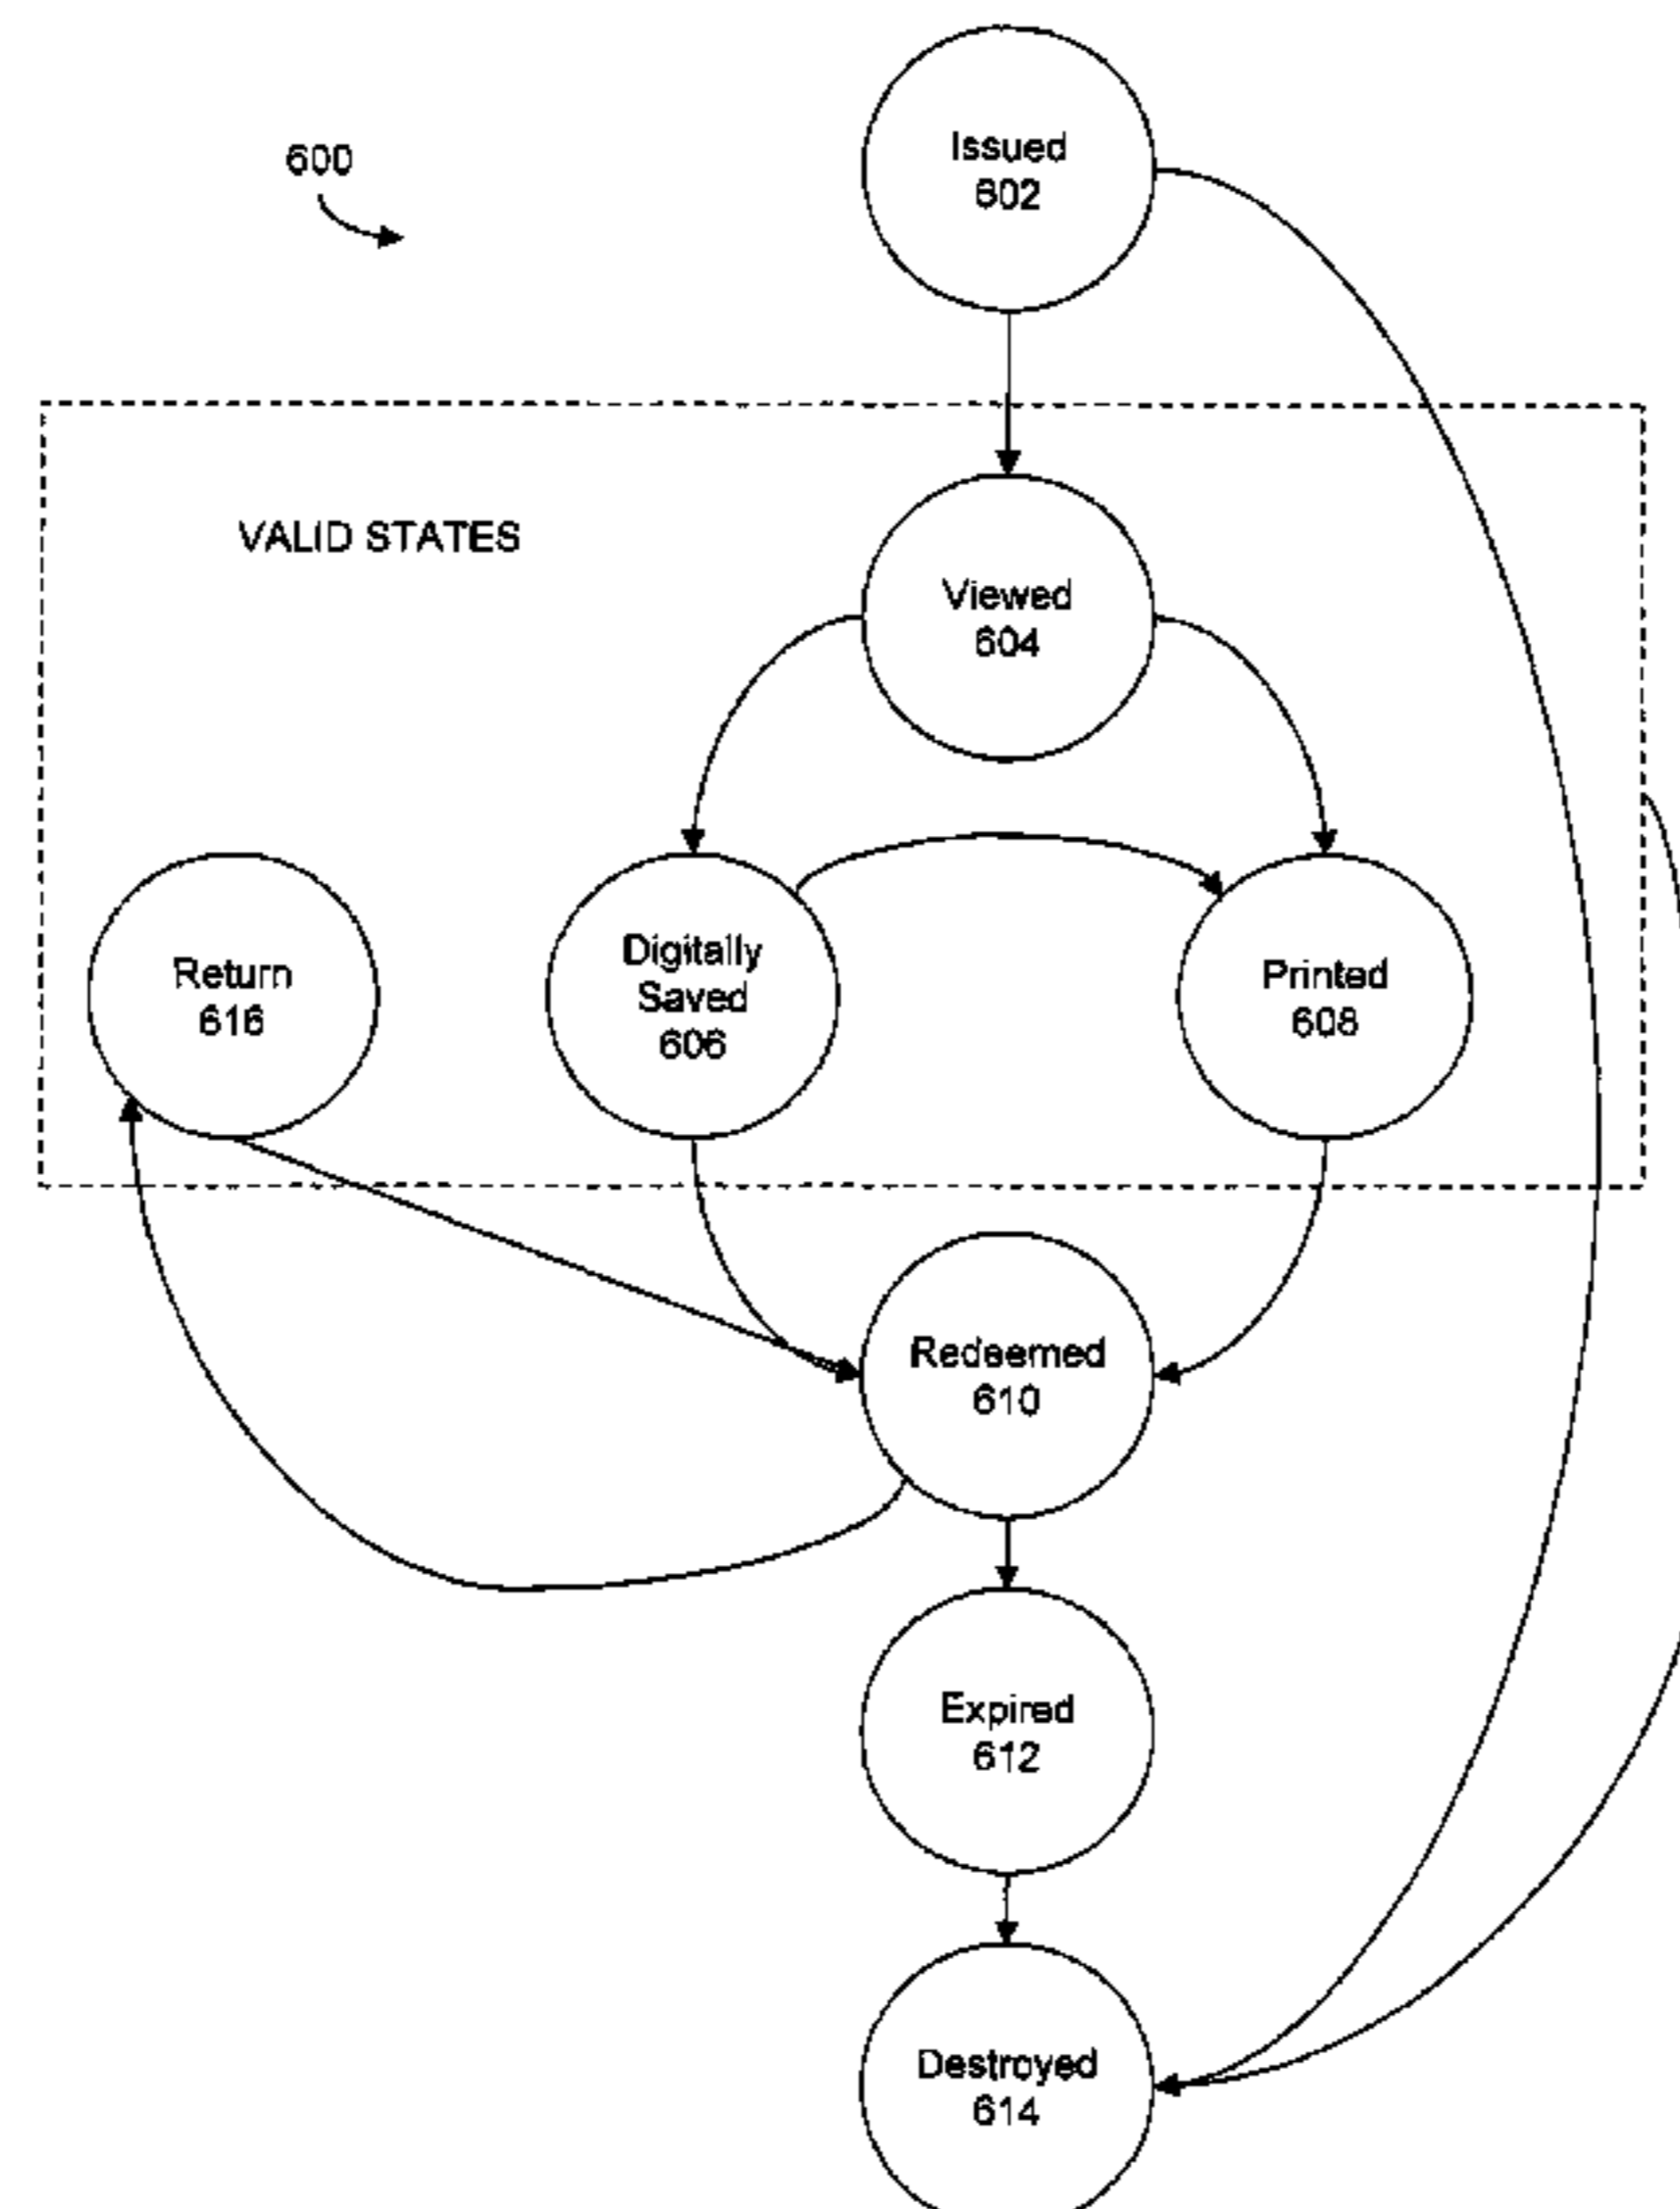 Issued
602
600
VALID STATES
Viewed
604
Return
616
Digitally
Saved
606
Printed
608
Redeemed
610
Expired
612
Destroyed
614